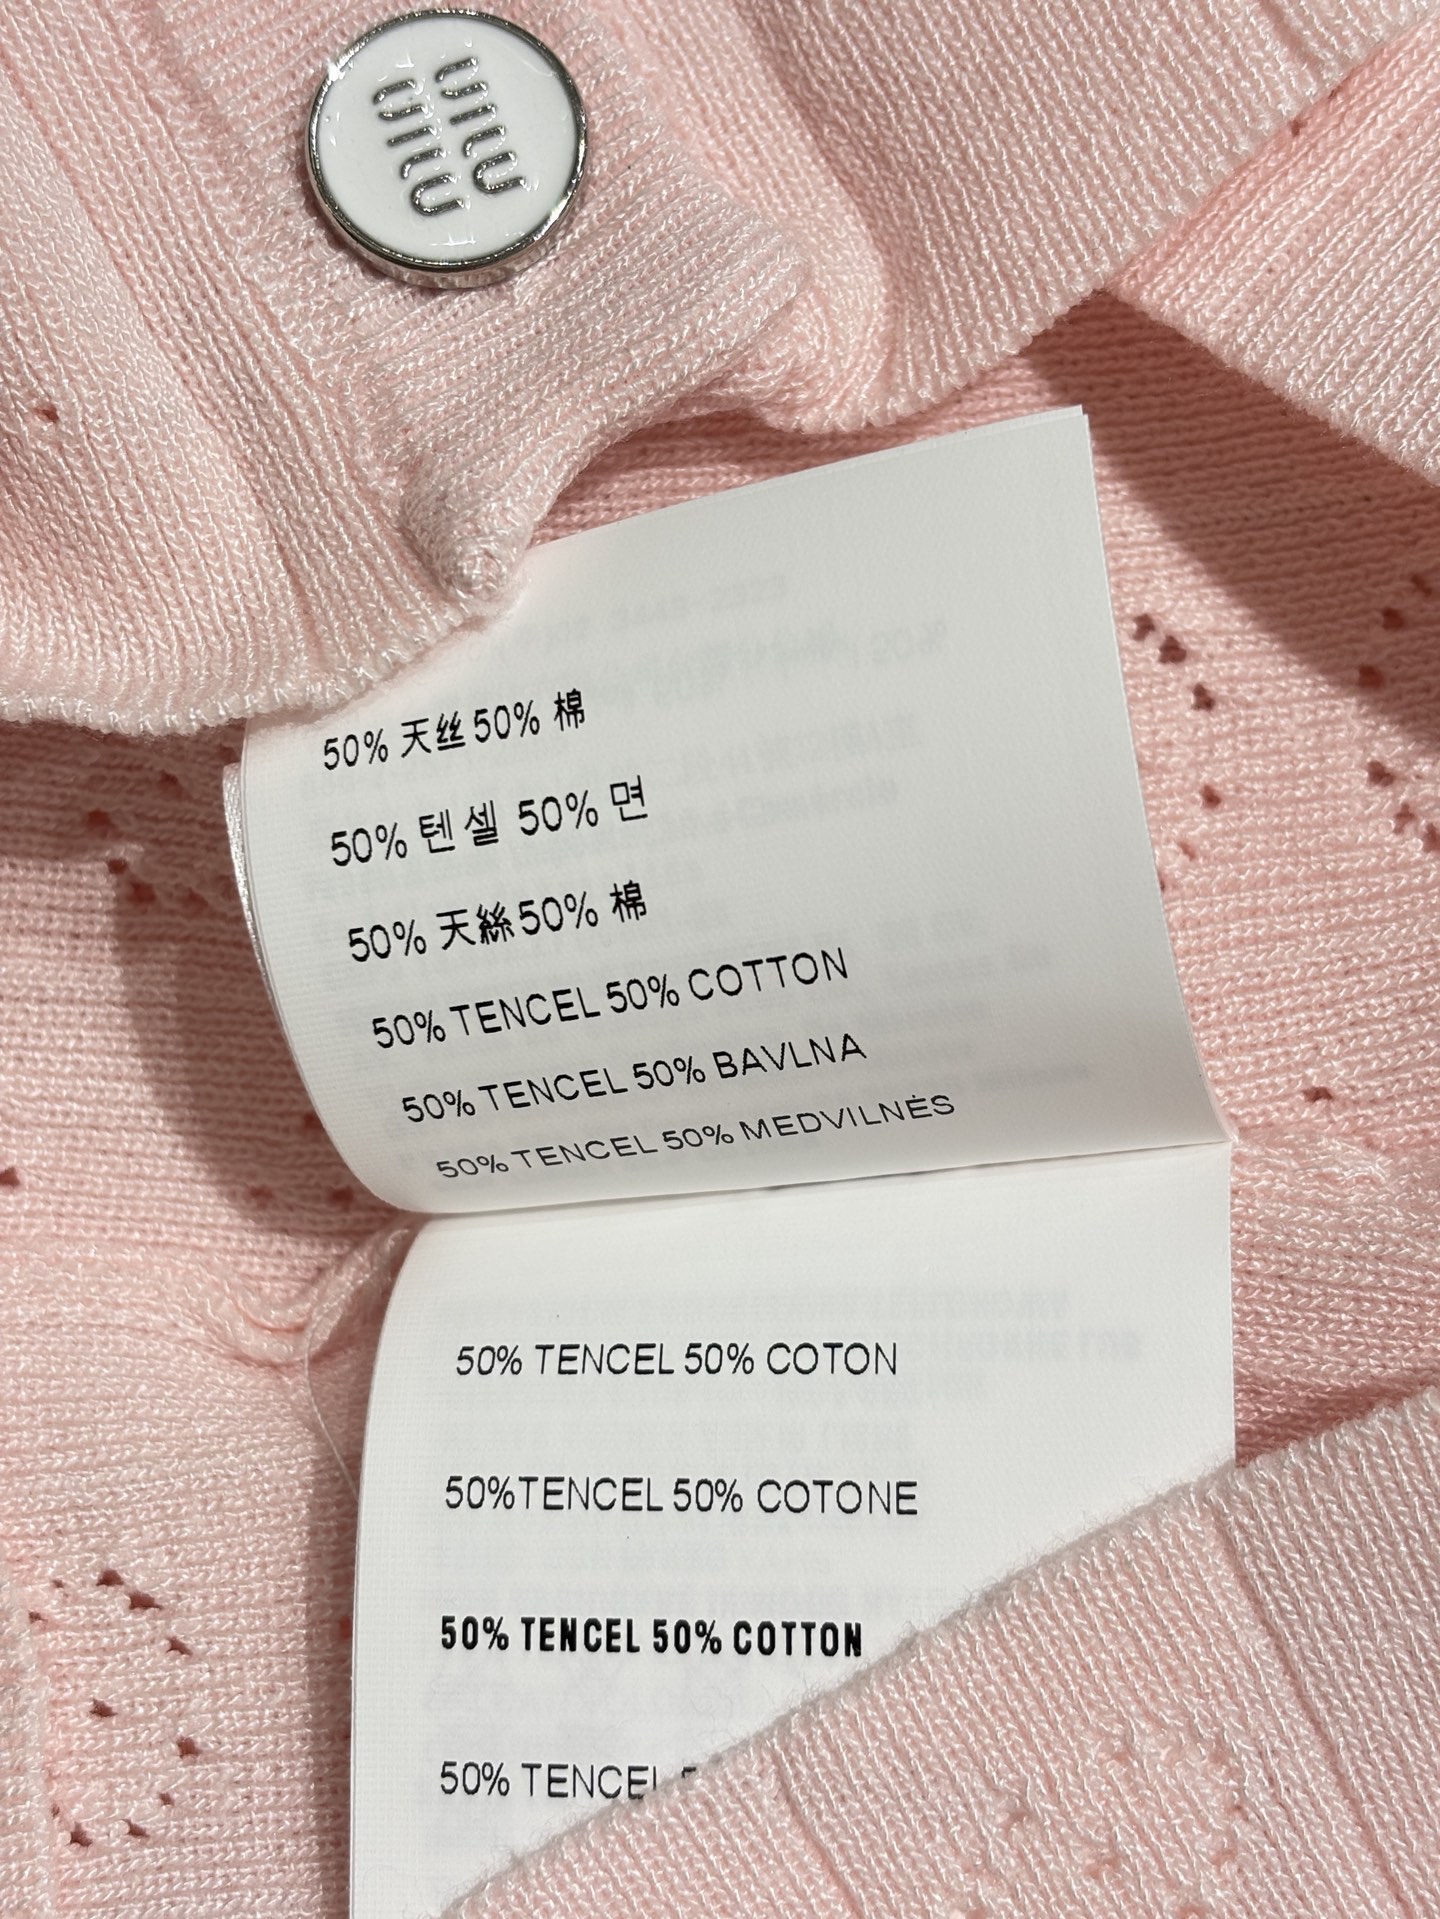 miu miu
50% 天丝 50% 棉
50% 텐셀 50% 면
50% 天絲 50% 棉
50% TENCEL 50% COTTON
50% TENCEL 50% BAVLNA
50% TENCEL 50% MEDVILNĖS
50% TENCEL 50% COTON
50%TENCEL 50% COTONE
50% TENCEL 50% COTTON
50% TENCEL